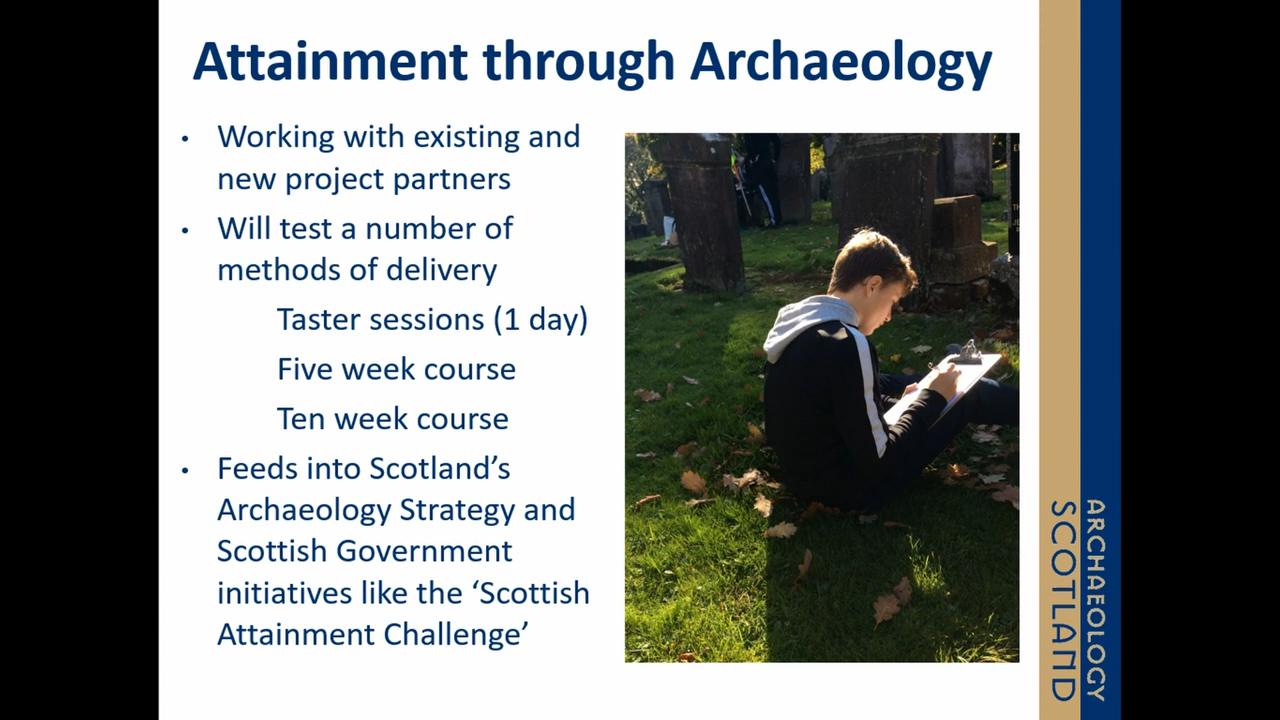 Attainment through Archaeology
• Working with existing and
new project partners
• Will test a number of
methods of delivery
Taster sessions (1 day)
Five week course
Ten week course
• Feeds into Scotland’s
Archaeology Strategy and
Scottish Government
initiatives like the ‘Scottish
Attainment Challenge’
ARCHAEOLOGY
SCOTLAND